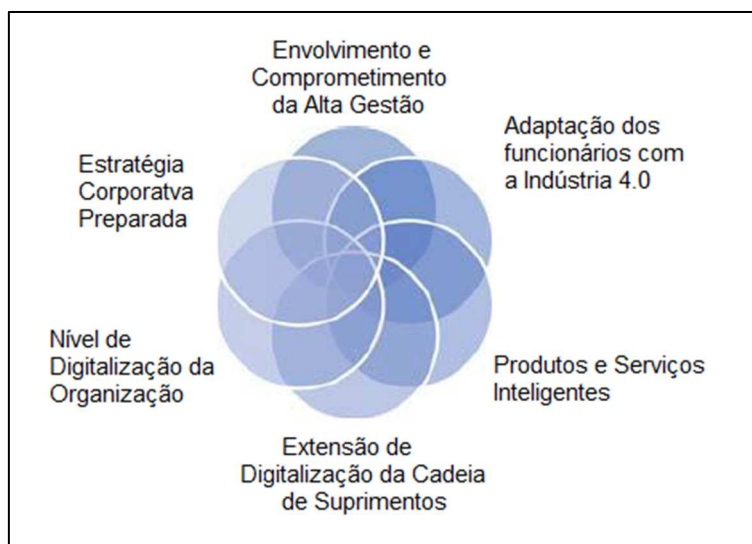 Envolvimento e
Comprometimento
da Alta Gestão
Adaptação dos
funcionários com
a Indústria 4.0
Produtos e Serviços
Inteligentes
Extensão de
Digitalização da Cadeia
de Suprimentos
Nível de
Digitalização da
Organização
Estratégia
Corporatva
Preparada